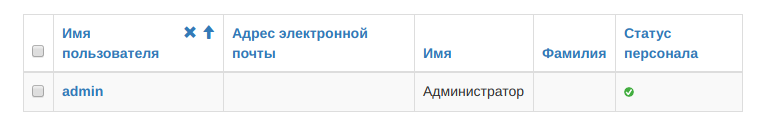 Имя
пользователя
Адрес электронной
почты
Имя
Фамилия
Статус
персонала
admin
Администратор